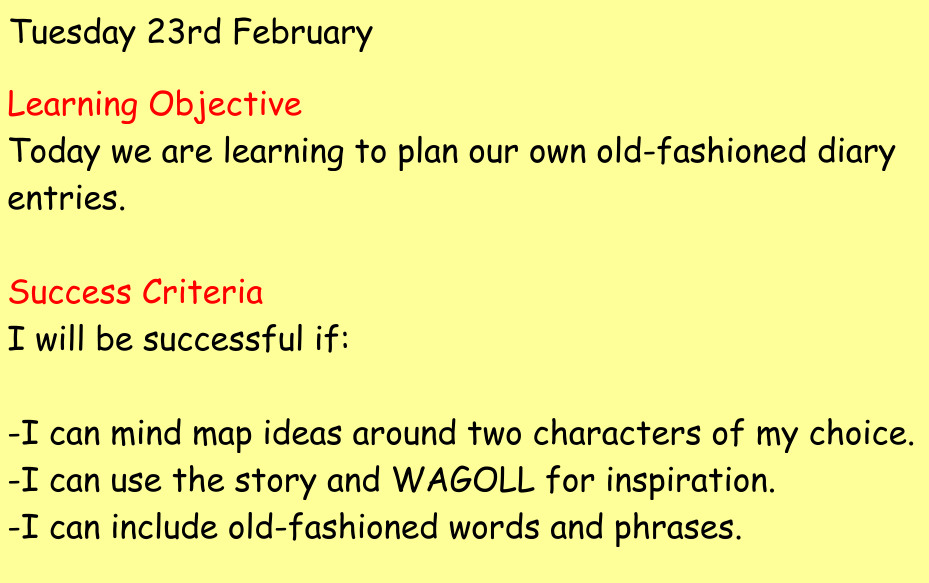 Tuesday 23rd February
Learning Objective
Today we are learning to plan our own old-fashioned diary
entries.
Success Criteria
I will be successful if:
-I can mind map ideas around two characters of my choice.
-I can use the story and WAGOLL for inspiration.
-I can include old-fashioned words and phrases.